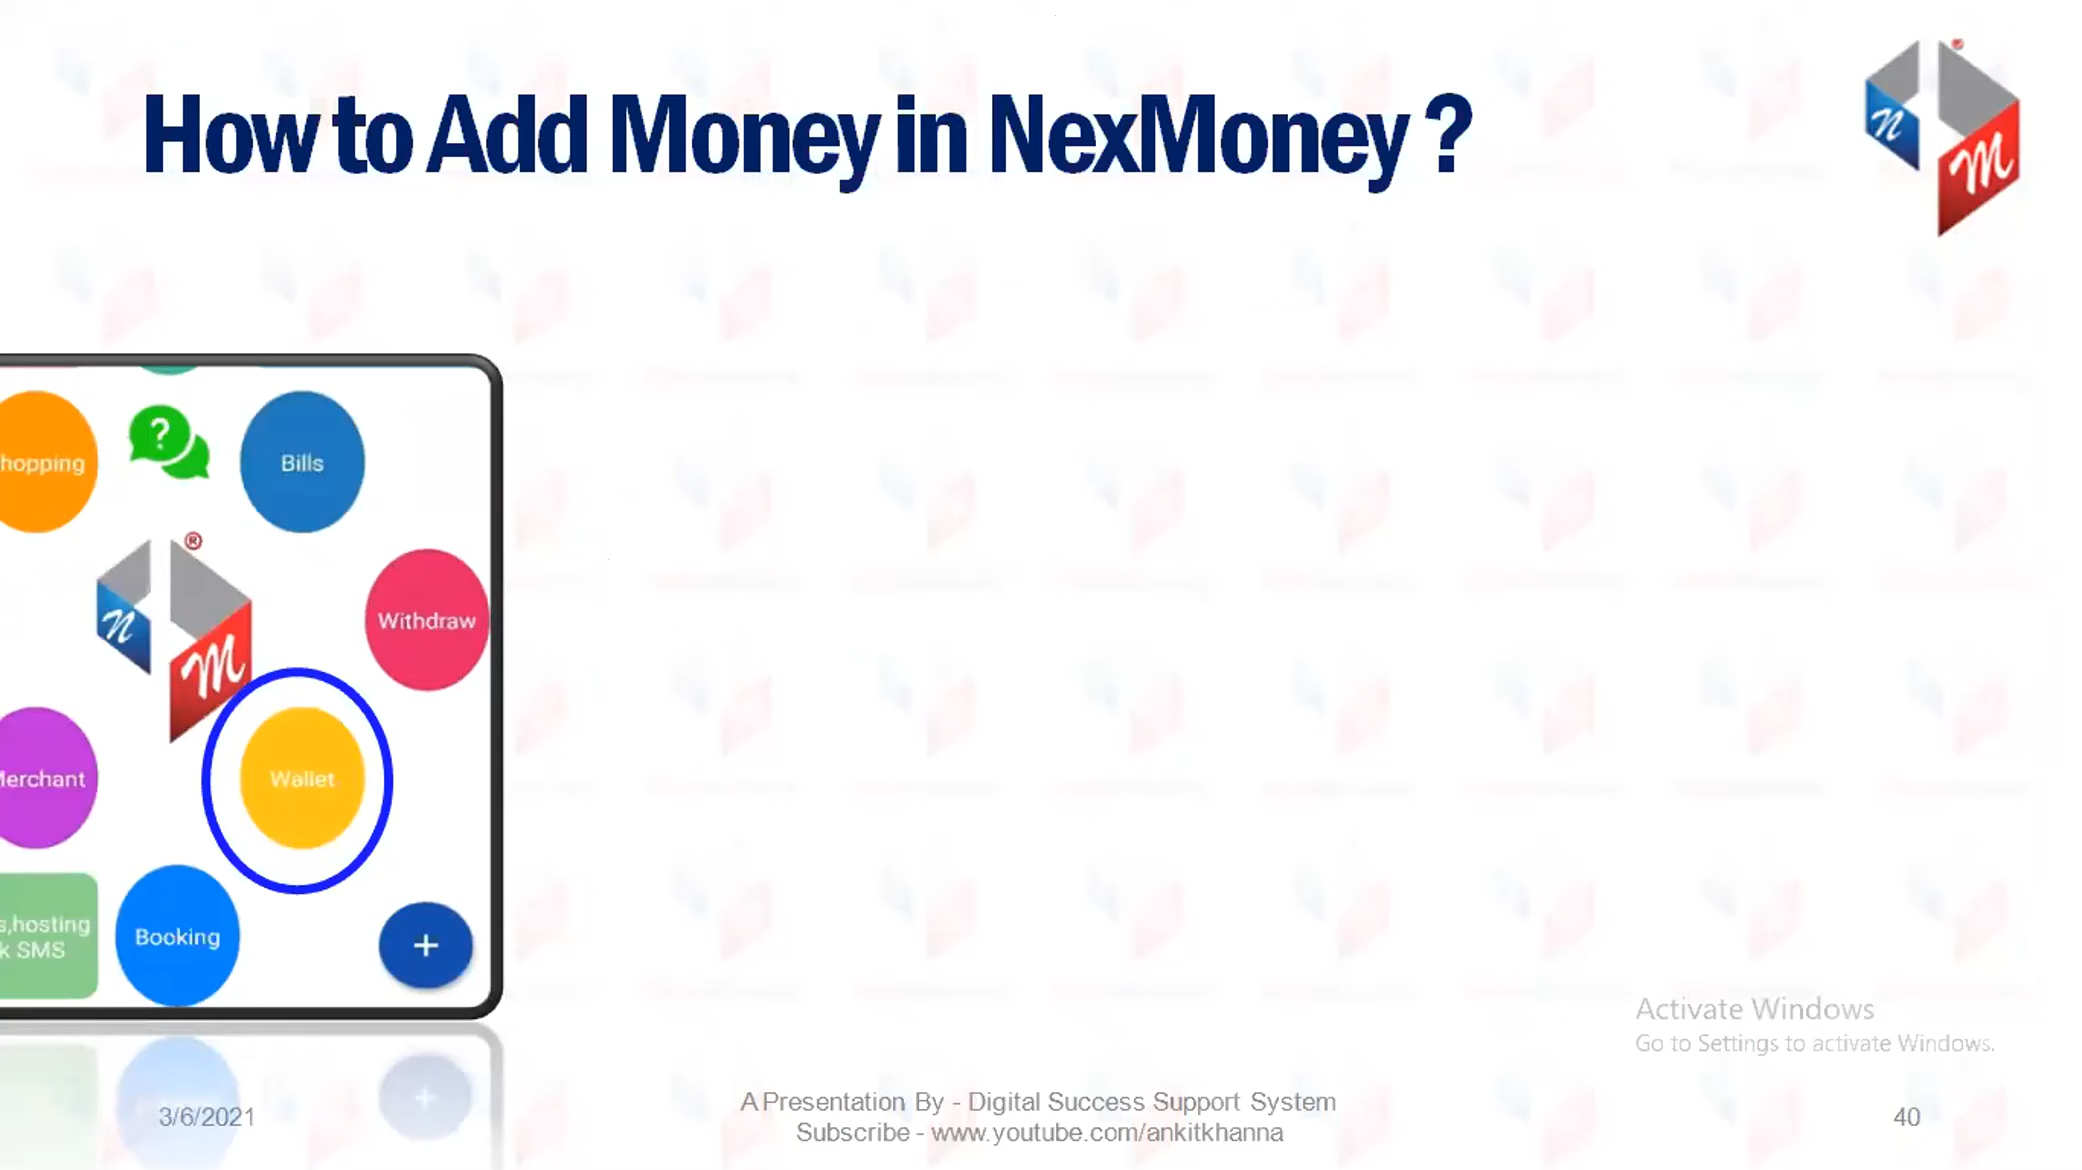 How to Add Money in NexMoney ?
n
M
hopping
?
Bills
®
n
M
Withdraw
Merchant
Wallet
s,hosting
k SMS
Booking
+
Activate Windows
Go to Settings to activate Windows.
3/6/2021
A Presentation By - Digital Success Support System
Subscribe - www.youtube.com/ankitkhanna
40